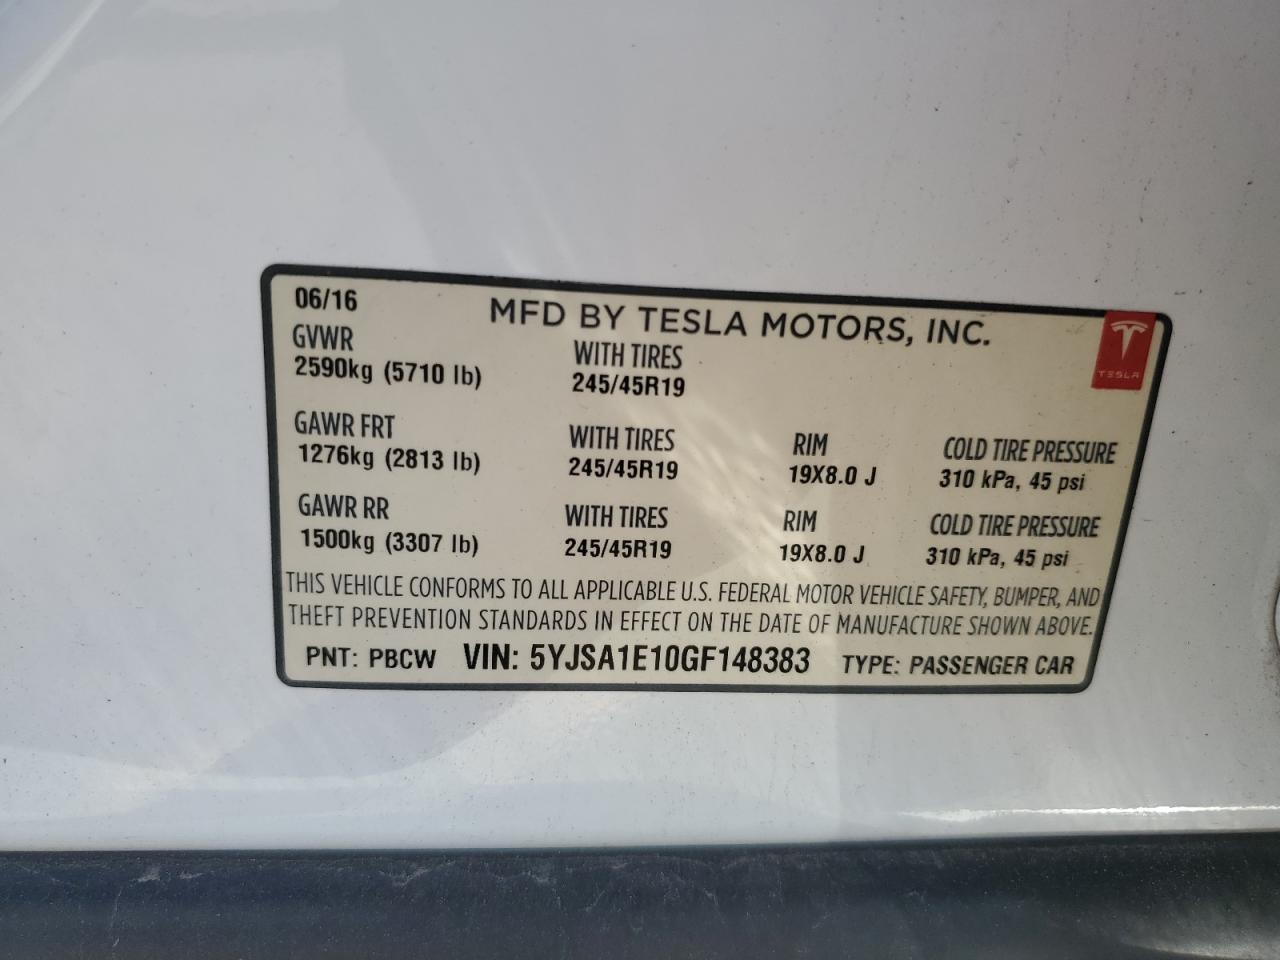 06/16 MFD BY TESLA MOTORS, INC.
GVWR WITH TIRES
2590kg (5710 lb) 245/45R19
TESLA
GAWR FRT WITH TIRES RIM COLD TIRE PRESSURE
1276kg (2813 lb) 245/45R19 19X8.0 J 310 kPa, 45 psi
GAWR RR WITH TIRES RIM COLD TIRE PRESSURE
1500kg (3307 lb) 245/45R19 19X8.0 J 310 kPa, 45 psi
THIS VEHICLE CONFORMS TO ALL APPLICABLE U.S. FEDERAL MOTOR VEHICLE SAFETY, BUMPER, AND
THEFT PREVENTION STANDARDS IN EFFECT ON THE DATE OF MANUFACTURE SHOWN ABOVE.
PNT: PBCW VIN: 5YJSA1E10GF148383 TYPE: PASSENGER CAR